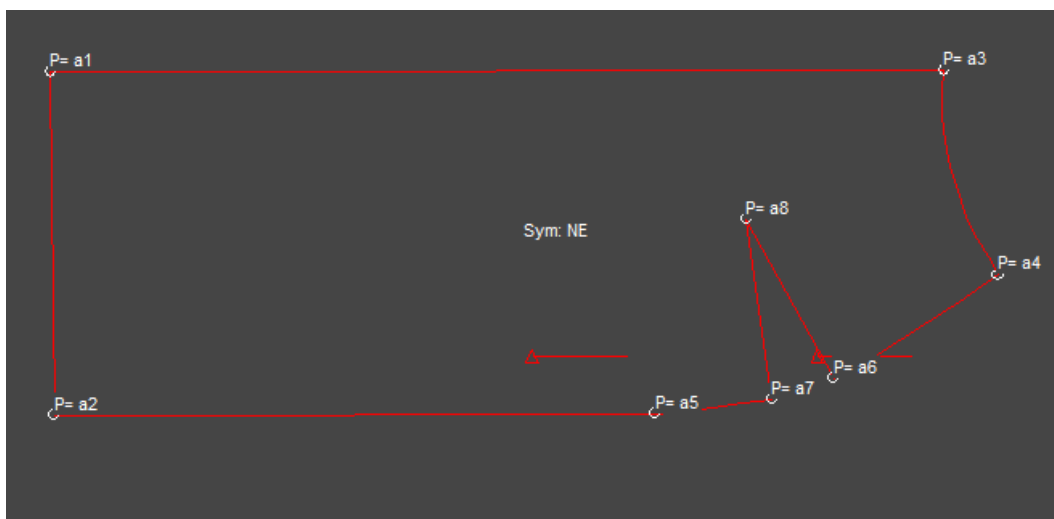 P= a1
P= a3
P= a8
Sym: NE
P= a4
P= a6
P= a7
P= a2
P= a5